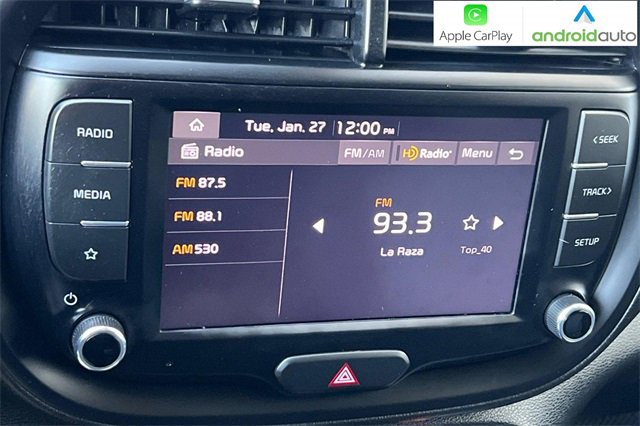 Apple CarPlay androidauto
Tue, Jan. 27 12:00 PM
Radio FM/AM HD Radio Menu
FM 87.5
FM 88.1
AM 530
FM
93.3
La Raza Top_40
RADIO
MEDIA
< SEEK
TRACK >
SETUP